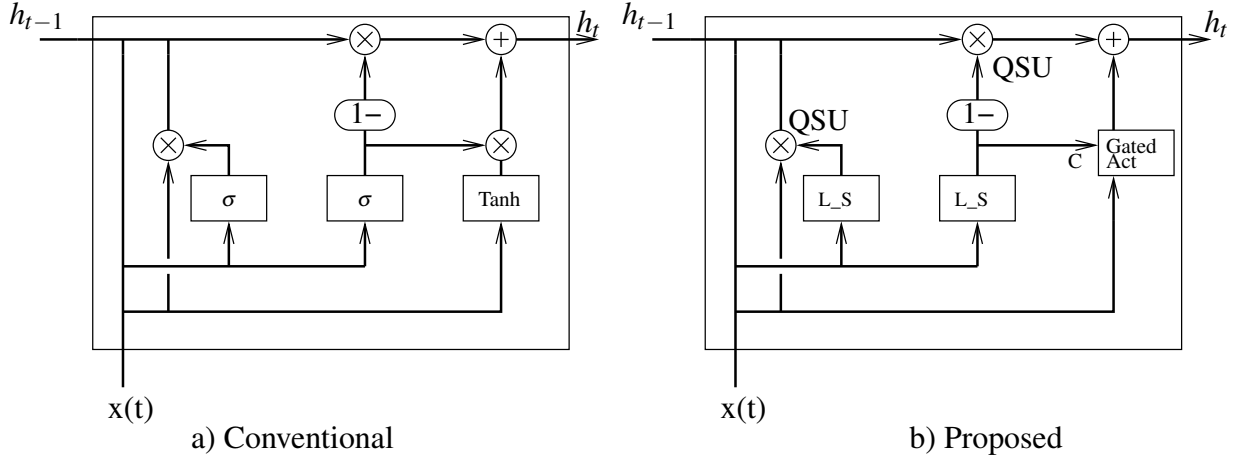 h_{t−1}
h_t
×
+
1−
×
×
σ
σ
Tanh
x(t)
a) Conventional
h_{t−1}
h_t
×
+
QSU
1−
QSU
×
C
Gated
Act
L_S
L_S
x(t)
b) Proposed